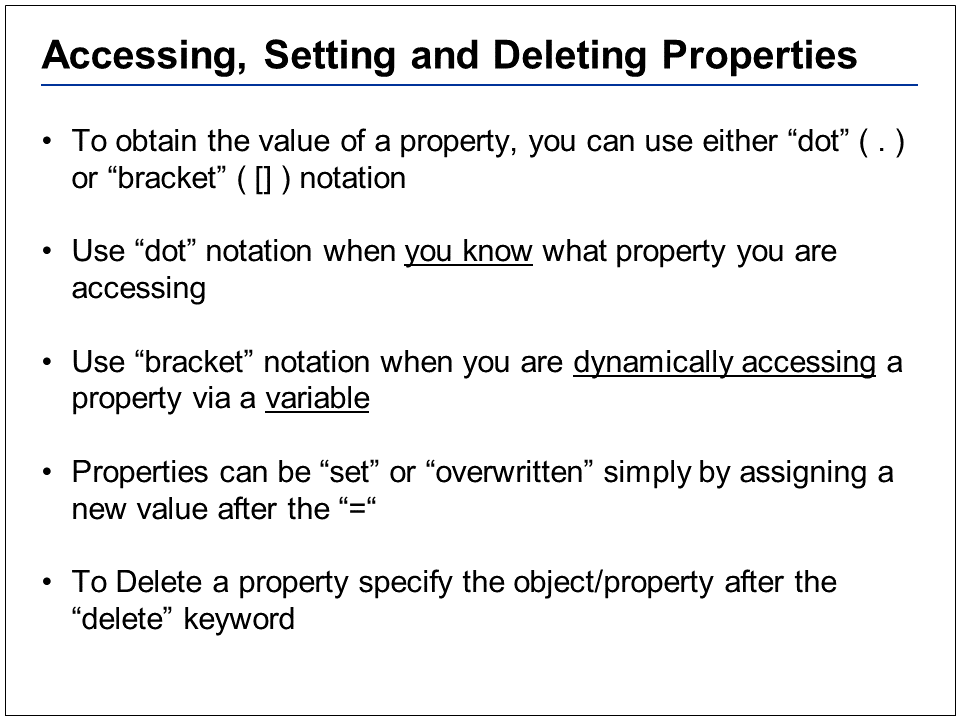 Accessing, Setting and Deleting Properties
• To obtain the value of a property, you can use either “dot” ( . )
or “bracket” ( [] ) notation
• Use “dot” notation when you know what property you are
accessing
• Use “bracket” notation when you are dynamically accessing a
property via a variable
• Properties can be “set” or “overwritten” simply by assigning a
new value after the “=“
• To Delete a property specify the object/property after the
“delete” keyword